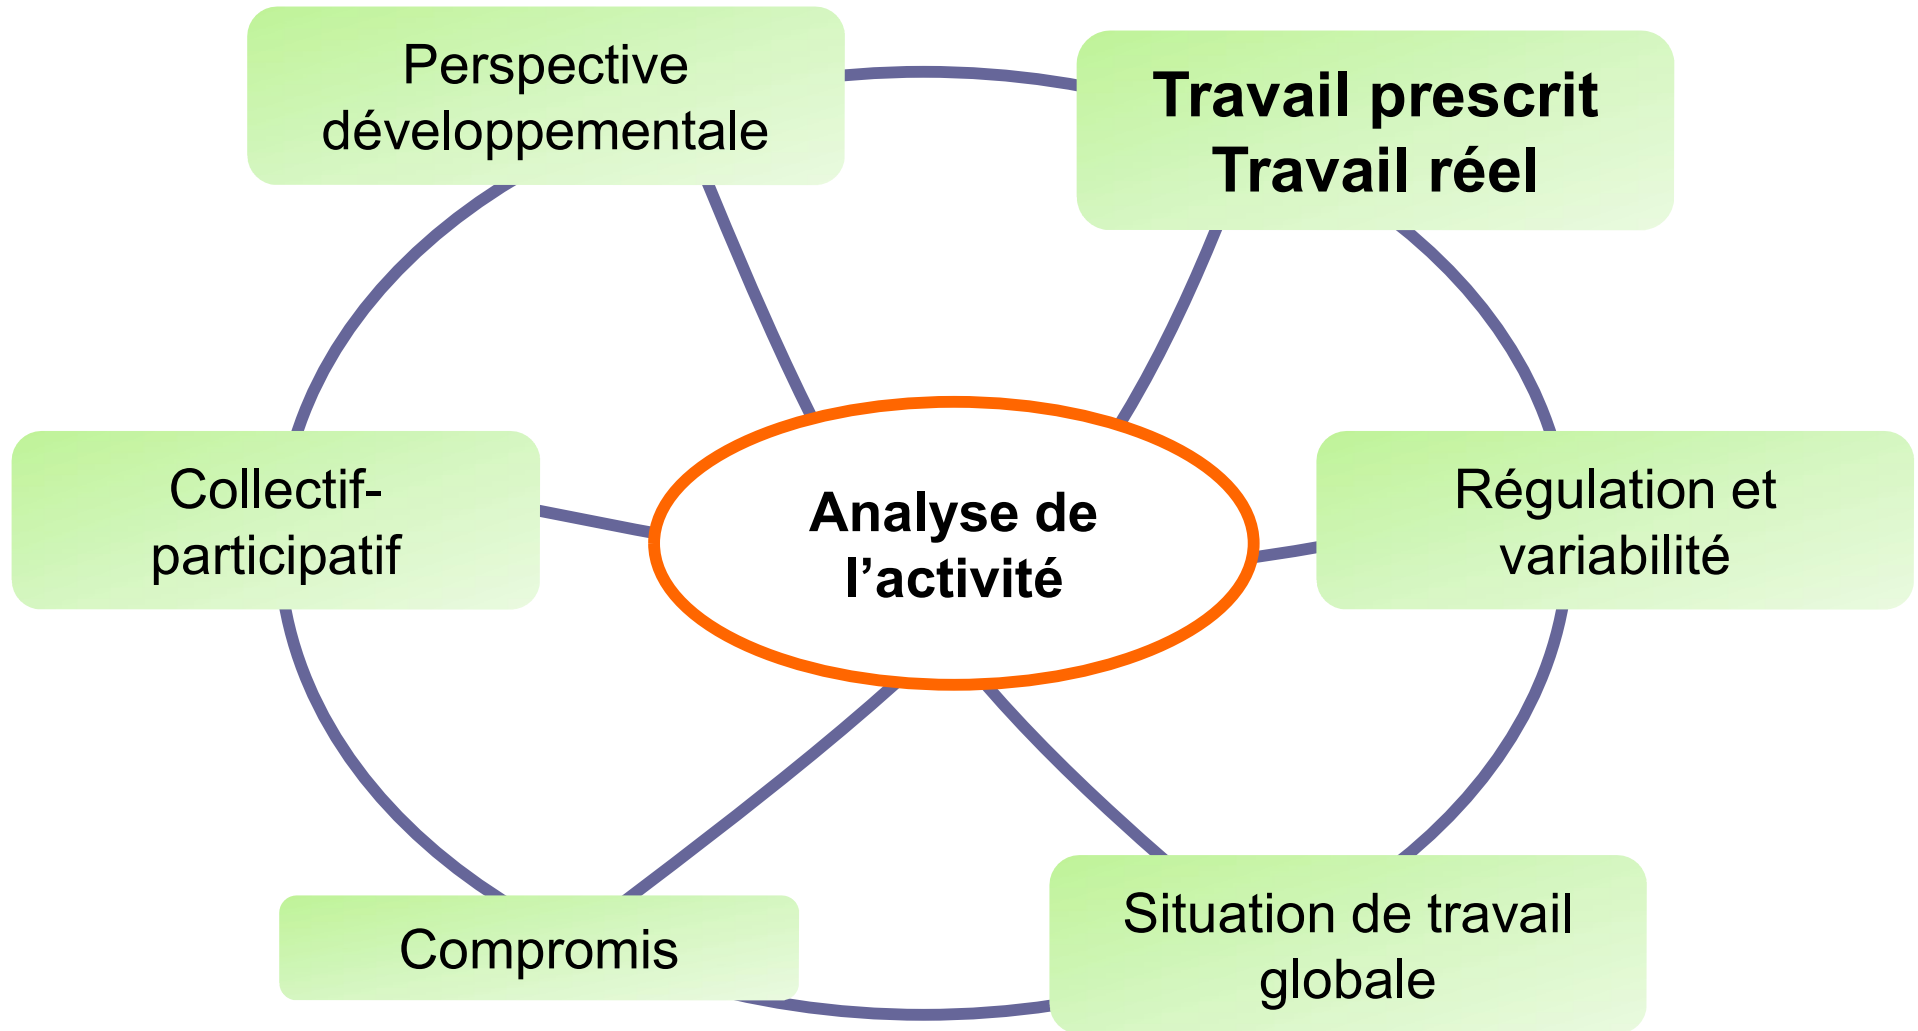 Perspective
développementale
Travail prescrit
Travail réel
Collectif-
participatif
Analyse de
l’activité
Régulation et
variabilité
Compromis
Situation de travail
globale